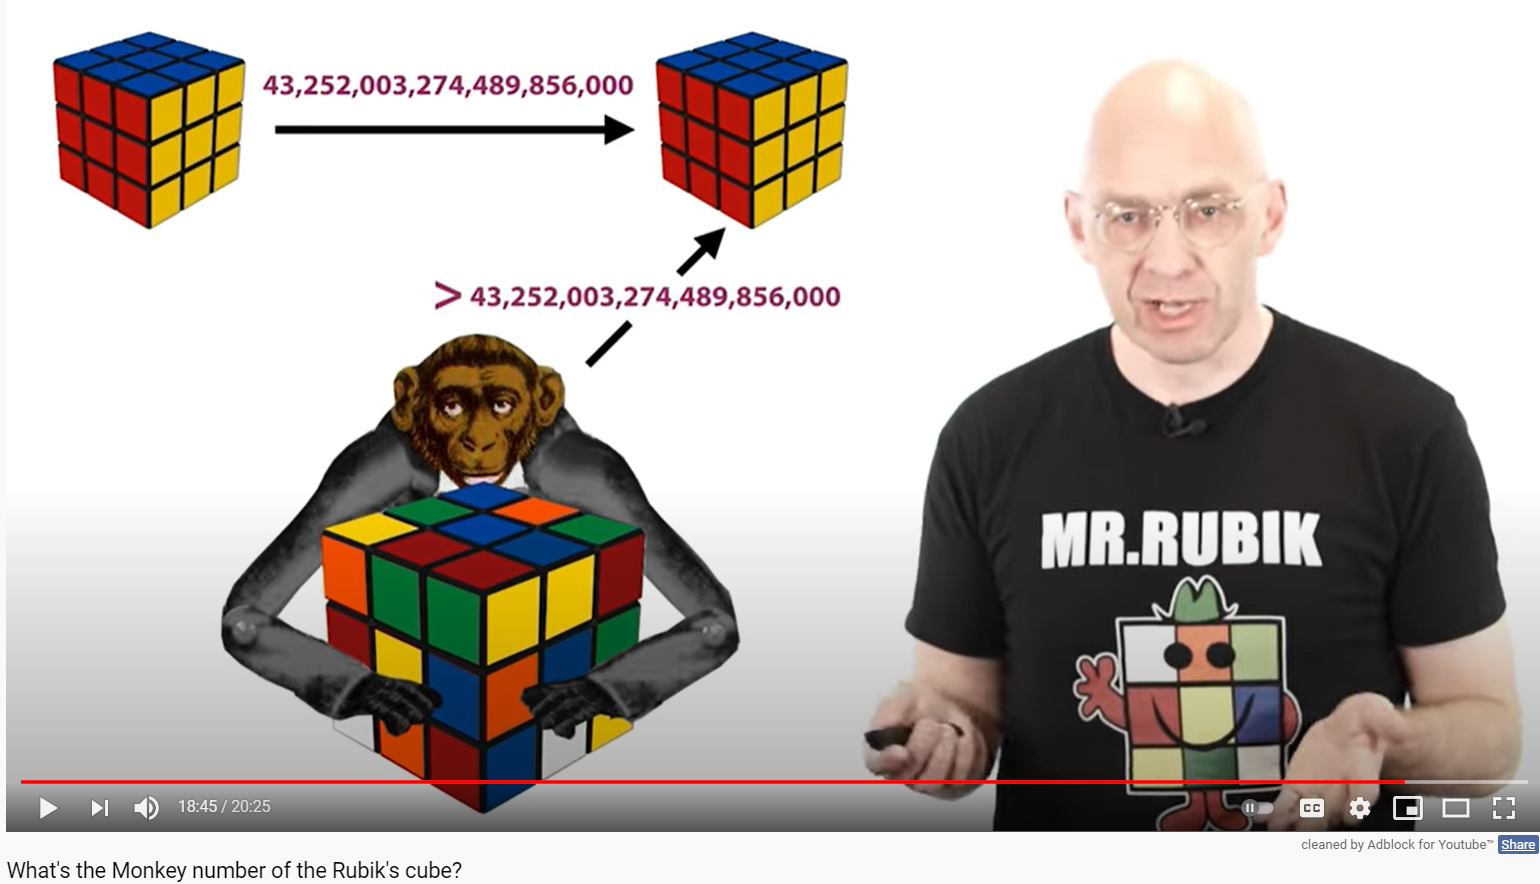 43,252,003,274,489,856,000
> 43,252,003,274,489,856,000
MR.RUBIK
18:45 / 20:25
CC
cleaned by Adblock for Youtube™ Share
What's the Monkey number of the Rubik's cube?